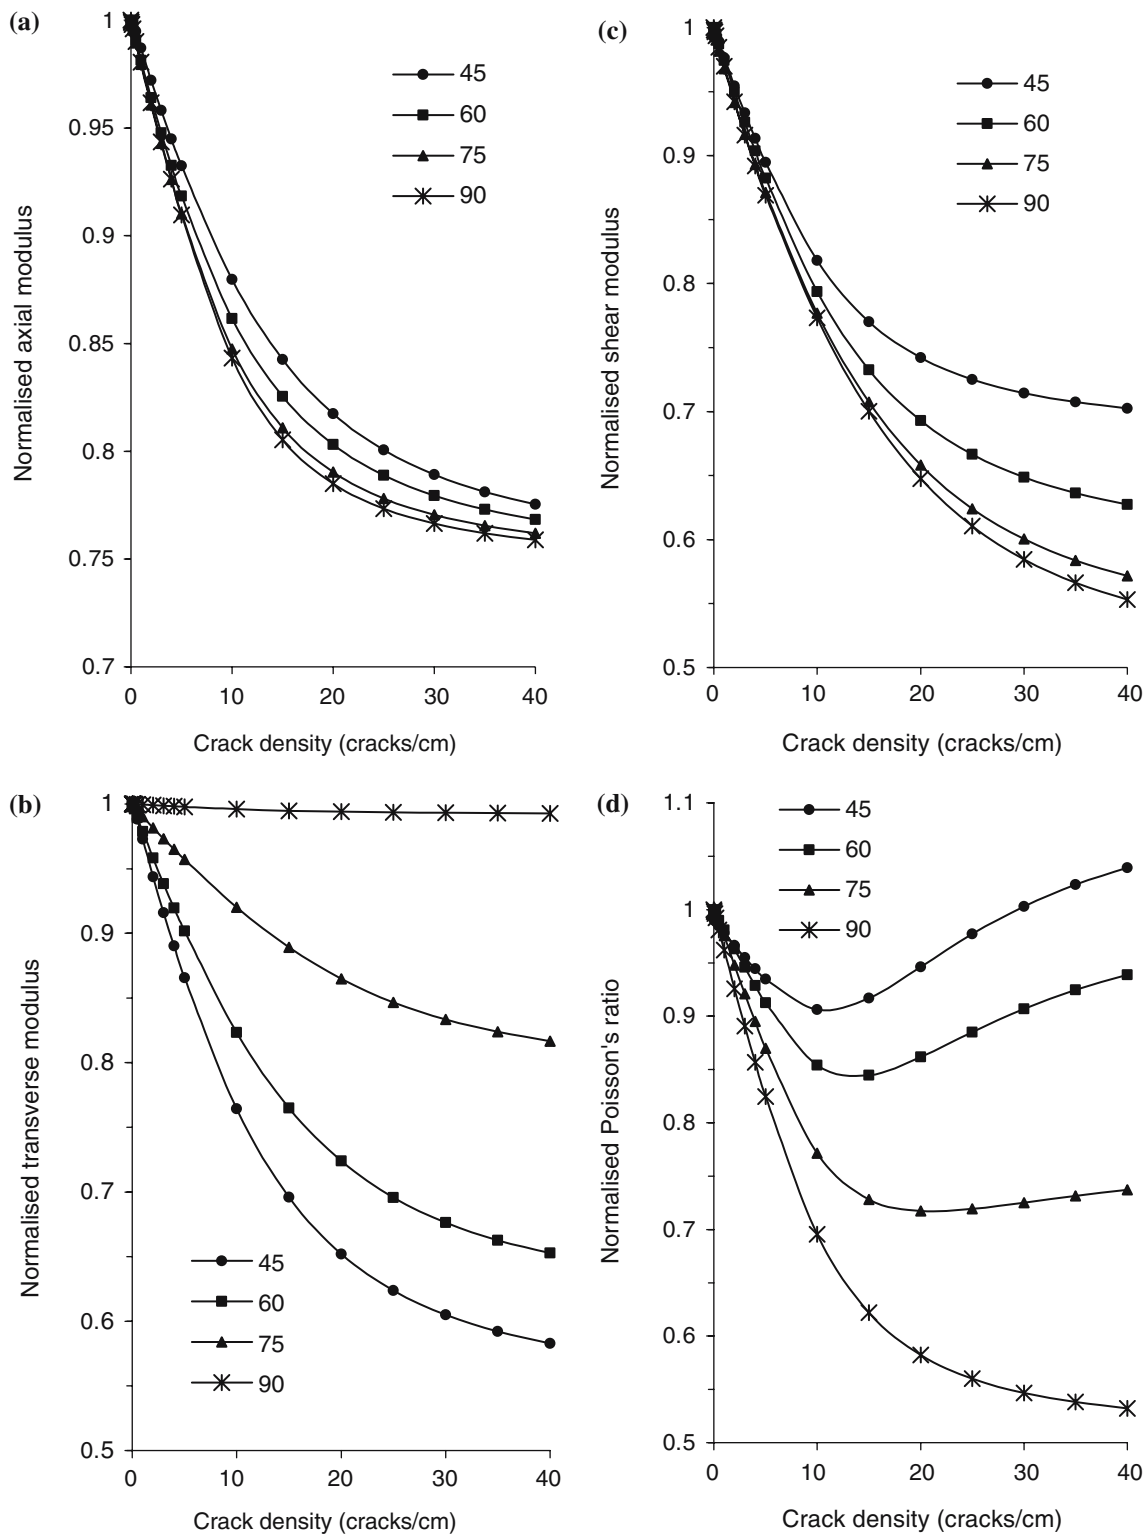 (a)
Normalised axial modulus
1
0.95
0.9
0.85
0.8
0.75
0.7
45
60
75
90
0 10 20 30 40
Crack density (cracks/cm)
(c)
Normalised shear modulus
1
0.9
0.8
0.7
0.6
0.5
45
60
75
90
0 10 20 30 40
Crack density (cracks/cm)
(b)
Normalised transverse modulus
1
0.9
0.8
0.7
0.6
0.5
45
60
75
90
0 10 20 30 40
Crack density (cracks/cm)
(d)
Normalised Poisson's ratio
1.1
1
0.9
0.8
0.7
0.6
0.5
45
60
75
90
0 10 20 30 40
Crack density (cracks/cm)